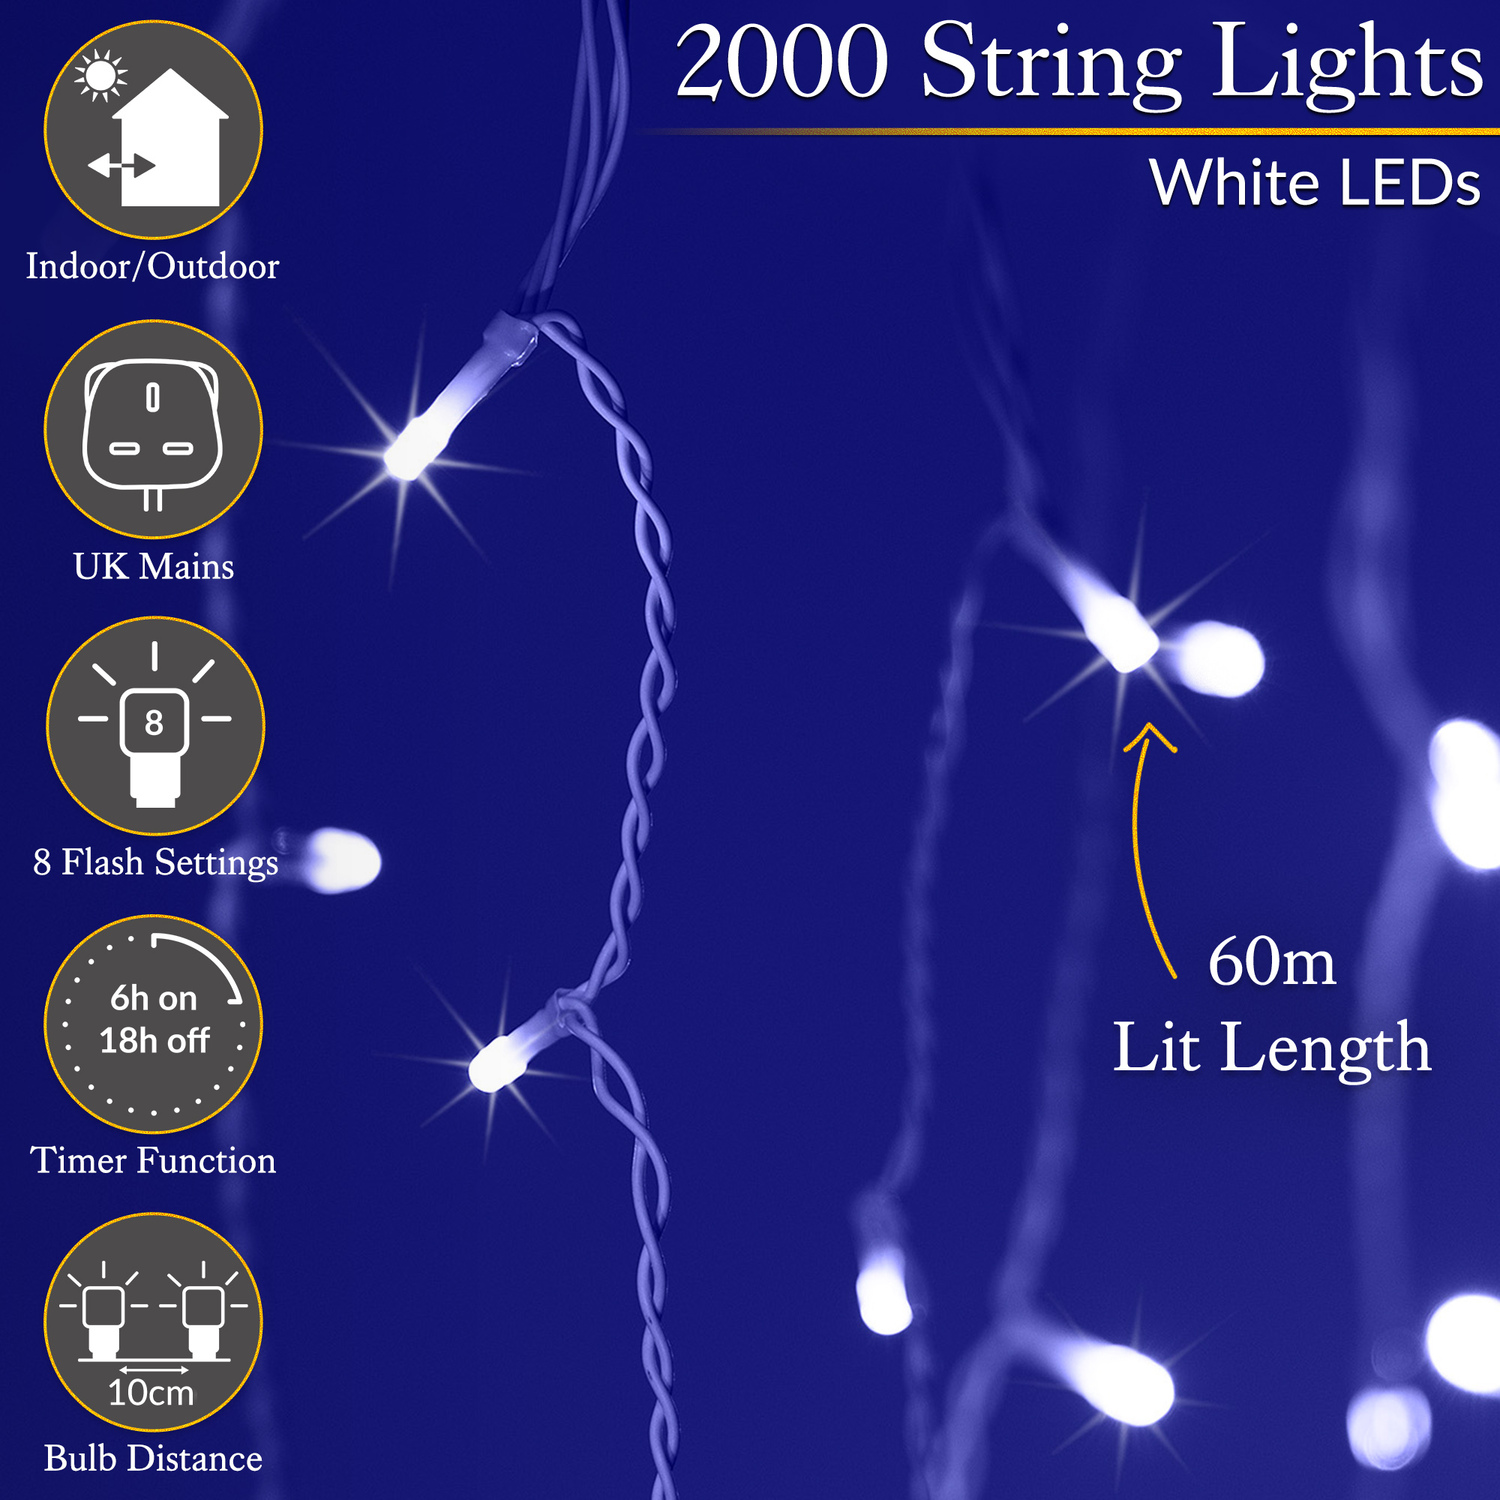 2000 String Lights
White LEDs
Indoor/Outdoor
UK Mains
8
8 Flash Settings
6h on
18h off
Timer Function
10cm
Bulb Distance
60m
Lit Length